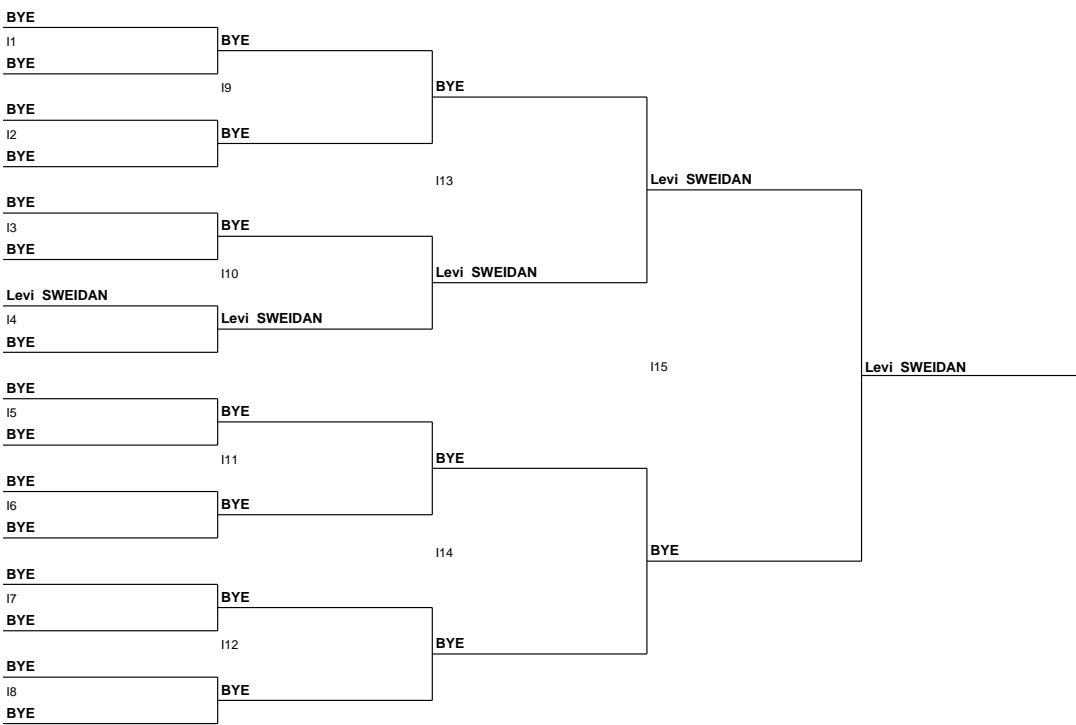 BYE
I1
BYE
BYE
I2
BYE
BYE
I3
BYE
Levi SWEIDAN
I4
BYE
BYE
I5
BYE
BYE
I6
BYE
BYE
I7
BYE
BYE
I8
BYE
BYE
I9
BYE
BYE
I10
Levi SWEIDAN
BYE
I11
BYE
BYE
I12
BYE
BYE
I13
Levi SWEIDAN
BYE
I14
BYE
Levi SWEIDAN
I15
BYE
Levi SWEIDAN